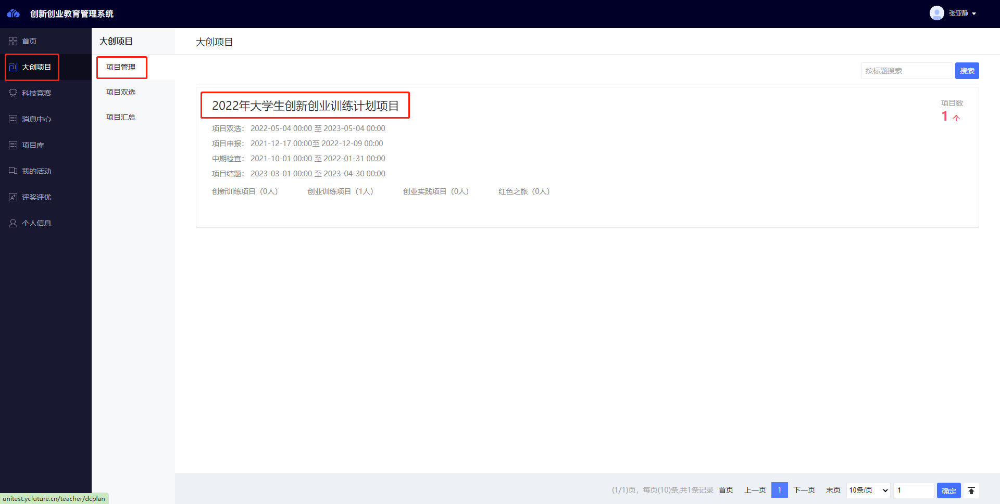 创新创业教育管理系统
张亚静
首页
大创项目
科技竞赛
消息中心
项目库
我的活动
评奖评优
个人信息
大创项目
项目管理
项目双选
项目汇总
大创项目
按标题搜索
搜索
2022年大学生创新创业训练计划项目
项目数
1 个
项目双选： 2022-05-04 00:00 至 2023-05-04 00:00
项目申报： 2021-12-17 00:00至 2022-12-09 00:00
中期检查： 2021-10-01 00:00 至 2022-01-31 00:00
项目结题： 2023-03-01 00:00 至 2023-04-30 00:00
创新训练项目（0人） 创业训练项目（1人） 创业实践项目（0人） 红色之旅（0人）
(1/1)页，每页(10)条,共1条记录 首页 上一页 1 下一页 末页 10条/页 1 确定
unitest.ycfuture.cn/teacher/dcplan